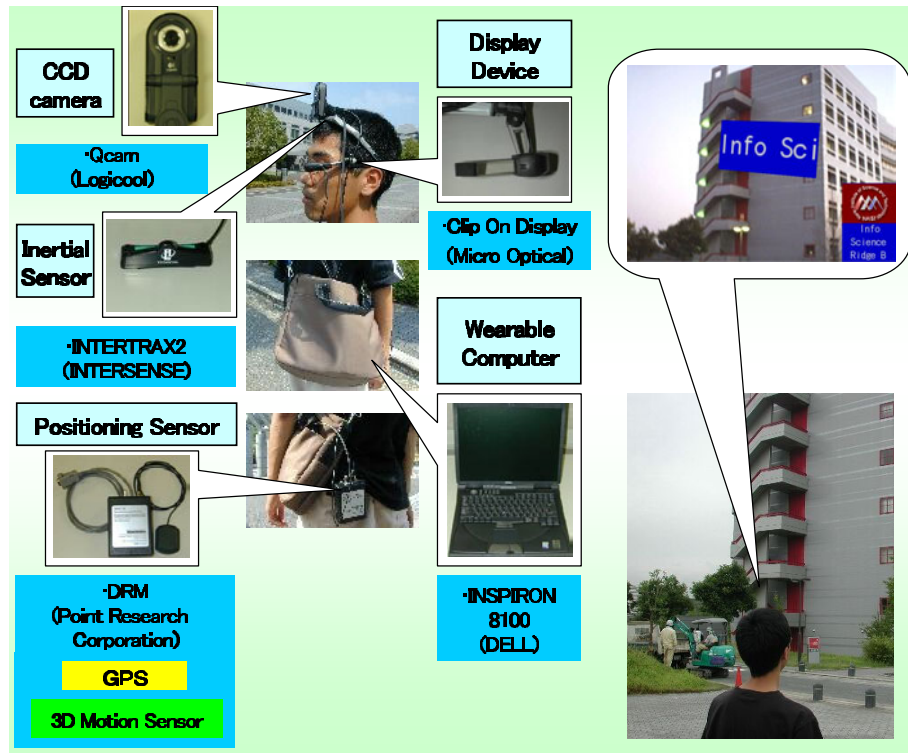 CCD
camera
·Qcam
(Logicool)
Inertial
Sensor
·INTERTRAX2
(INTERSENSE)
Positioning Sensor
·DRM
(Point Research
Corporation)
GPS
3D Motion Sensor
Display
Device
·Clip On Display
(Micro Optical)
Wearable
Computer
·INSPIRON
8100
(DELL)
Info Sci
Info
Science
Ridge B